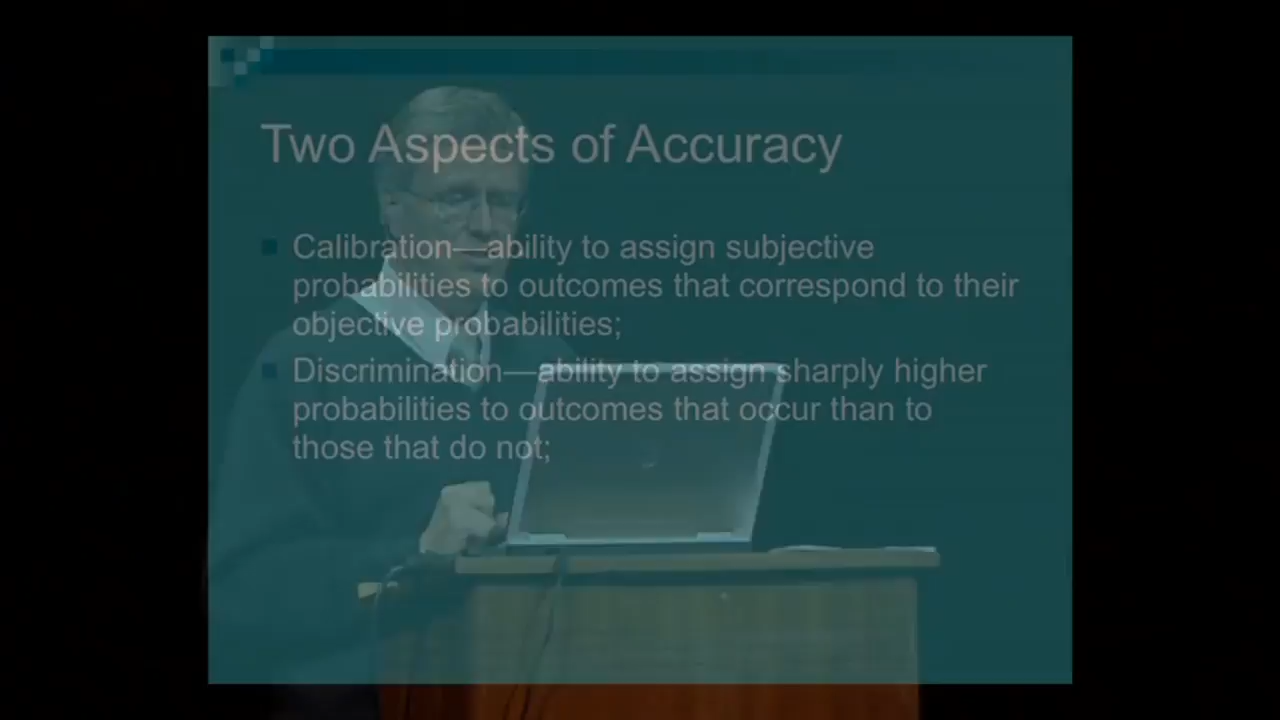 Two Aspects of Accuracy
Calibration—ability to assign subjective
probabilities to outcomes that correspond to their
objective probabilities;
Discrimination—ability to assign sharply higher
probabilities to outcomes that occur than to
those that do not;